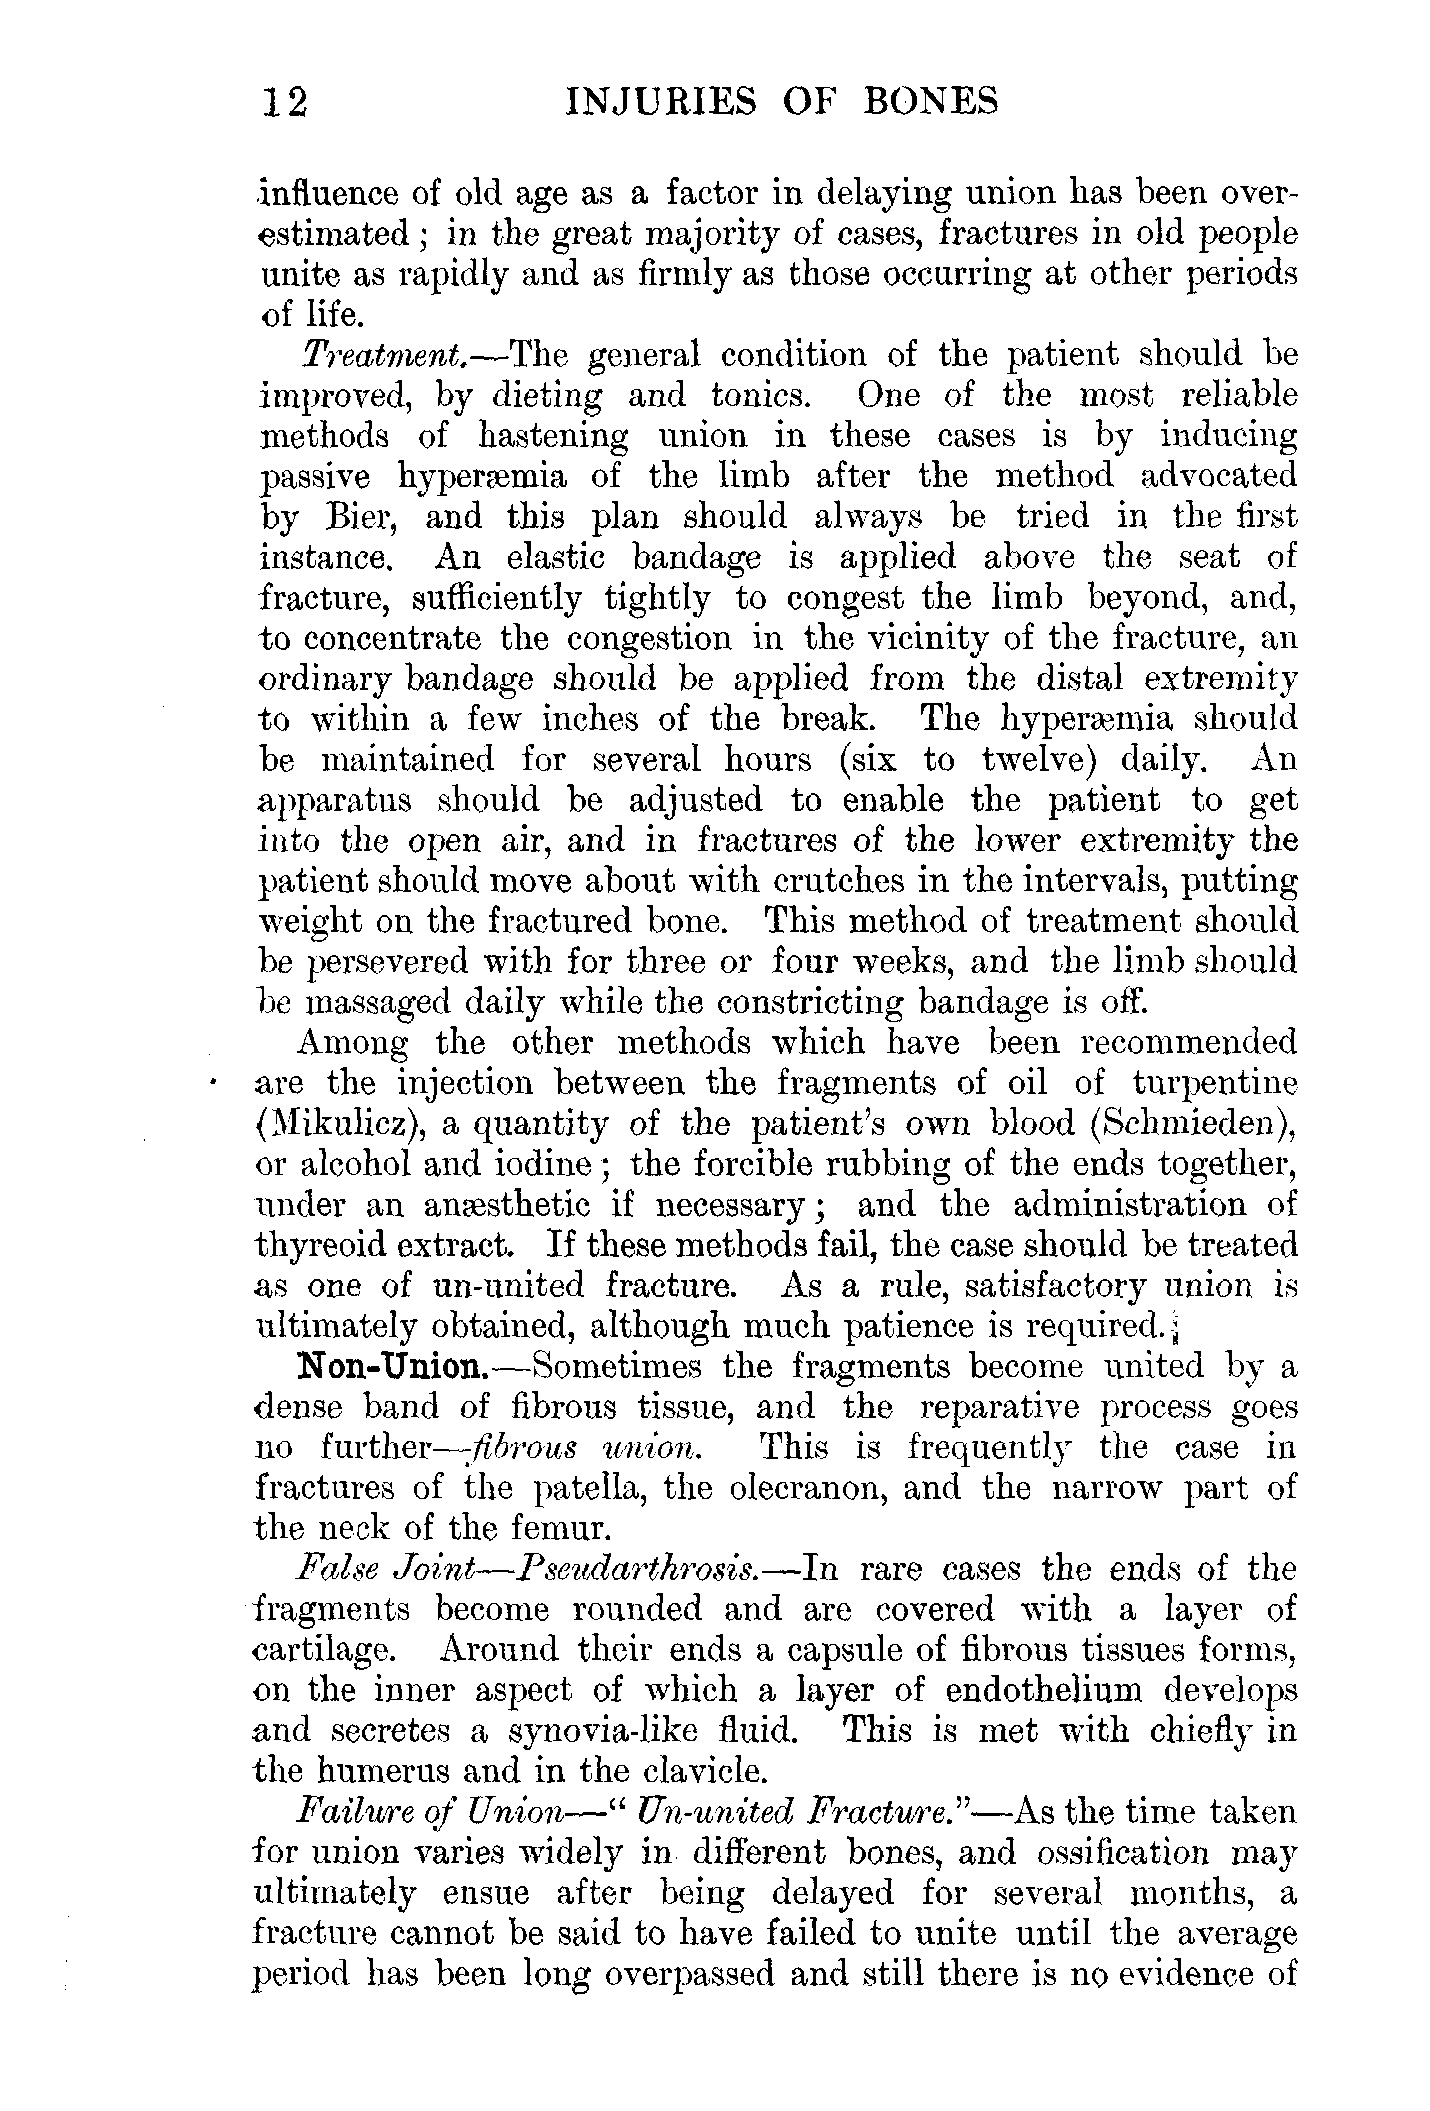 12 INJURIES OF BONES
influence of old age as a factor in delaying union has been over-
estimated ; in the great majority of cases, fractures in old people
unite as rapidly and as firmly as those occurring at other periods
of life.
Treatment.—The general condition of the patient should be
improved, by dieting and tonics. One of the most reliable
methods of hastening union in these cases is by inducing
passive hyperæmia of the limb after the method advocated
by Bier, and this plan should always be tried in the first
instance. An elastic bandage is applied above the seat of
fracture, sufficiently tightly to congest the limb beyond, and,
to concentrate the congestion in the vicinity of the fracture, an
ordinary bandage should be applied from the distal extremity
to within a few inches of the break. The hyperæmia should
be maintained for several hours (six to twelve) daily. An
apparatus should be adjusted to enable the patient to get
into the open air, and in fractures of the lower extremity the
patient should move about with crutches in the intervals, putting
weight on the fractured bone. This method of treatment should
be persevered with for three or four weeks, and the limb should
be massaged daily while the constricting bandage is off.
Among the other methods which have been recommended
are the injection between the fragments of oil of turpentine
(Mikulicz), a quantity of the patient's own blood (Schmieden),
or alcohol and iodine ; the forcible rubbing of the ends together,
under an anæsthetic if necessary ; and the administration of
thyreoid extract. If these methods fail, the case should be treated
as one of un-united fracture. As a rule, satisfactory union is
ultimately obtained, although much patience is required.
Non-Union.—Sometimes the fragments become united by a
dense band of fibrous tissue, and the reparative process goes
no further—fibrous union. This is frequently the case in
fractures of the patella, the olecranon, and the narrow part of
the neck of the femur.
False Joint—Pseudarthrosis.—In rare cases the ends of the
fragments become rounded and are covered with a layer of
cartilage. Around their ends a capsule of fibrous tissues forms,
on the inner aspect of which a layer of endothelium develops
and secretes a synovia-like fluid. This is met with chiefly in
the humerus and in the clavicle.
Failure of Union—“ Un-united Fracture.”—As the time taken
for union varies widely in different bones, and ossification may
ultimately ensue after being delayed for several months, a
fracture cannot be said to have failed to unite until the average
period has been long overpassed and still there is no evidence of